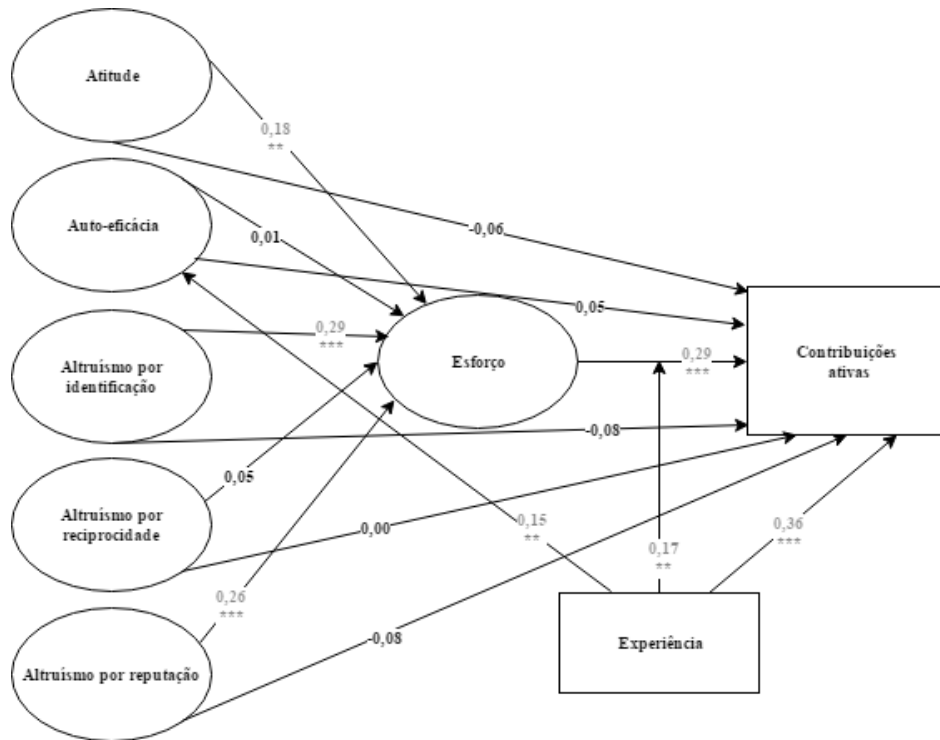 Atitude
0,18
**
-0,06
Auto-eficácia
0,01
0,05
Altruísmo por
identificação
0,29
***
Esforço
0,29
***
Contribuições
ativas
-0,08
Altruísmo por
reciprocidade
0,05
0,00
0,15
**
0,17
**
0,36
***
Altruísmo por reputação
0,26
***
-0,08
Experiência